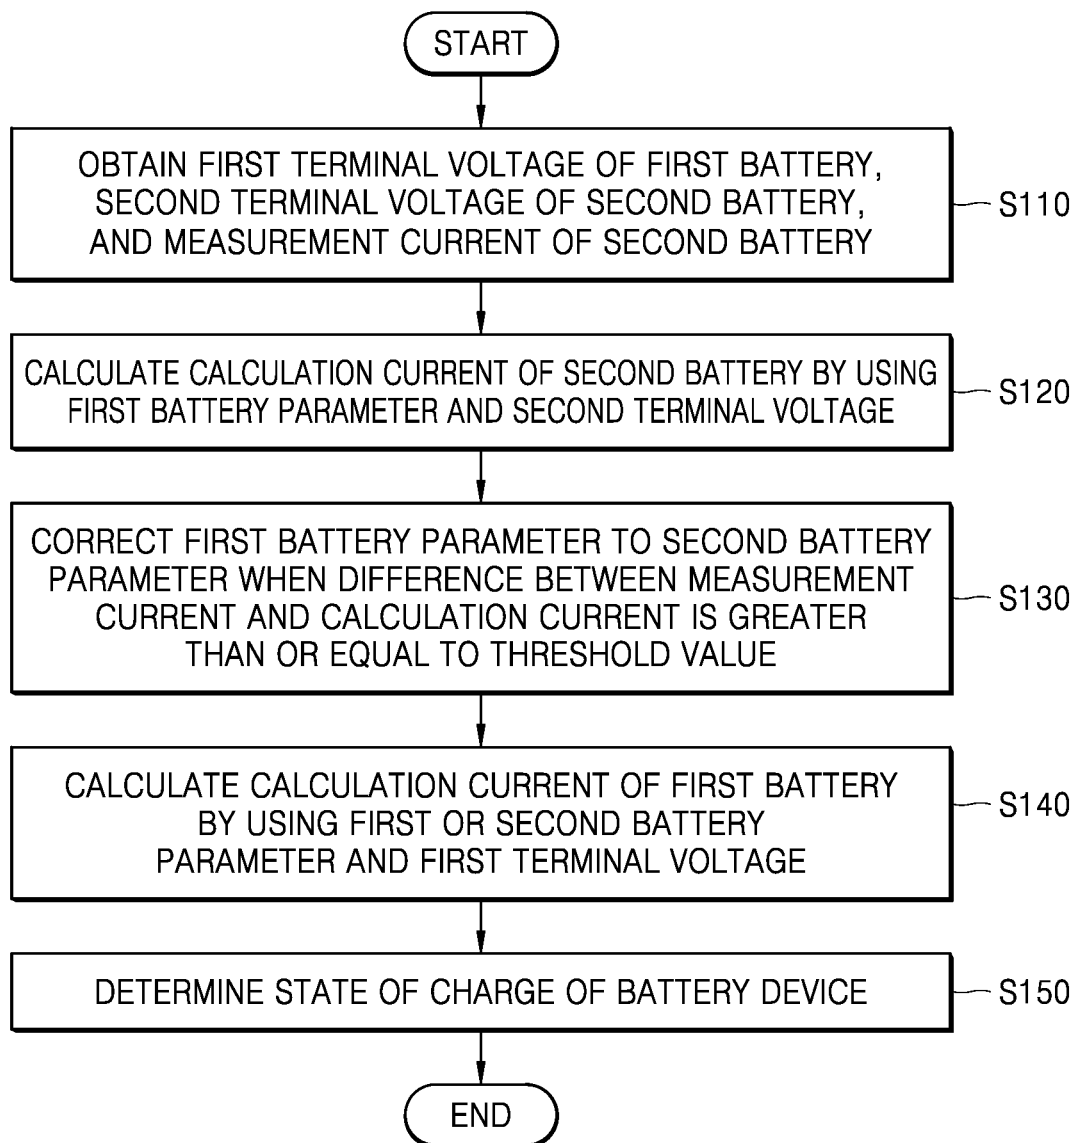 START
OBTAIN FIRST TERMINAL VOLTAGE OF FIRST BATTERY,
SECOND TERMINAL VOLTAGE OF SECOND BATTERY,
AND MEASUREMENT CURRENT OF SECOND BATTERY
S110
CALCULATE CALCULATION CURRENT OF SECOND BATTERY BY USING
FIRST BATTERY PARAMETER AND SECOND TERMINAL VOLTAGE
S120
CORRECT FIRST BATTERY PARAMETER TO SECOND BATTERY
PARAMETER WHEN DIFFERENCE BETWEEN MEASUREMENT
CURRENT AND CALCULATION CURRENT IS GREATER
THAN OR EQUAL TO THRESHOLD VALUE
S130
CALCULATE CALCULATION CURRENT OF FIRST BATTERY
BY USING FIRST OR SECOND BATTERY
PARAMETER AND FIRST TERMINAL VOLTAGE
S140
DETERMINE STATE OF CHARGE OF BATTERY DEVICE
S150
END